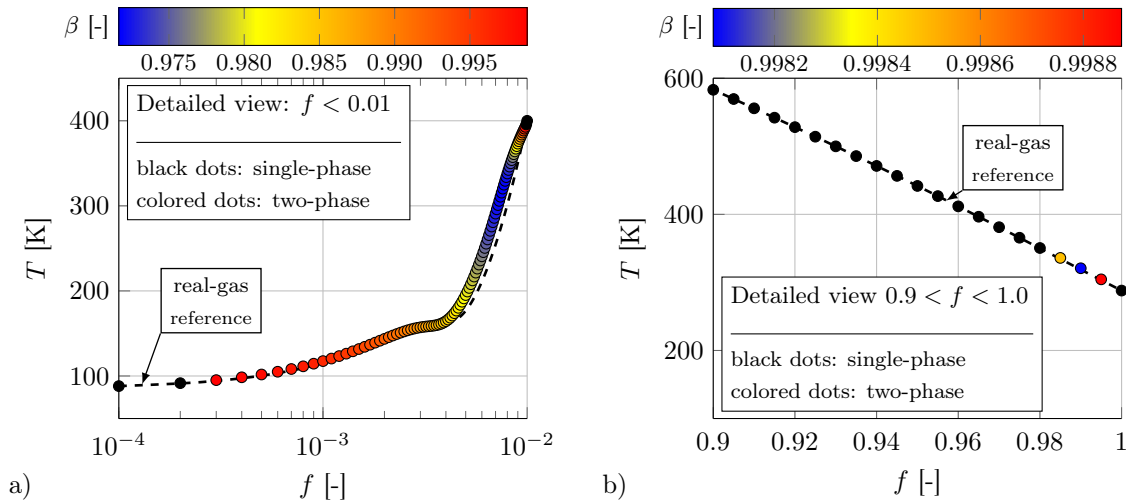 β [-]
0.975 0.980 0.985 0.990 0.995
Detailed view: f < 0.01
black dots: single-phase
colored dots: two-phase
real-gas
reference
400
300
200
100
T [K]
10⁻⁴ 10⁻³ 10⁻²
f [-]
a)
β [-]
0.9982 0.9984 0.9986 0.9988
600
400
200
T [K]
real-gas
reference
Detailed view 0.9 < f < 1.0
black dots: single-phase
colored dots: two-phase
0.9 0.92 0.94 0.96 0.98 1
f [-]
b)